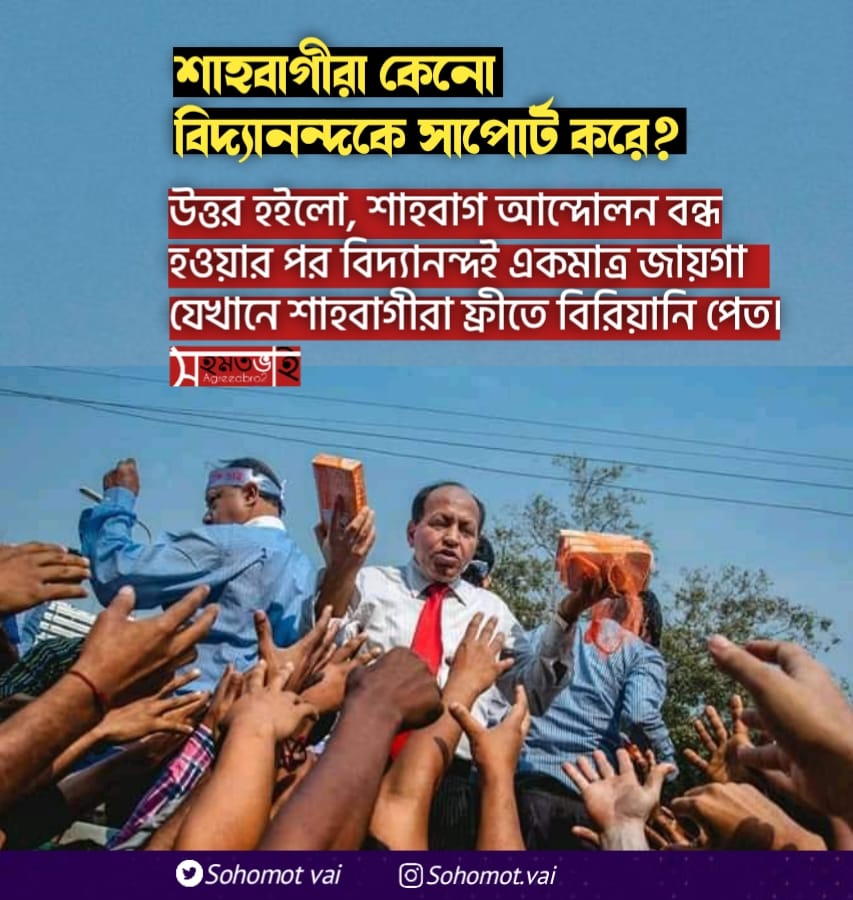 শাহবাগীরা কেনো
বিদ্যানন্দকে সাপোর্ট করে?
উত্তর হইলো, শাহবাগ আন্দোলন বন্ধ
হওয়ার পর বিদ্যানন্দই একমাত্র জায়গা
যেখানে শাহবাগীরা ফ্রীতে বিরিয়ানি পেত।
সহমতভাই
Agreeabro2
Sohomot vai
Sohomot.vai